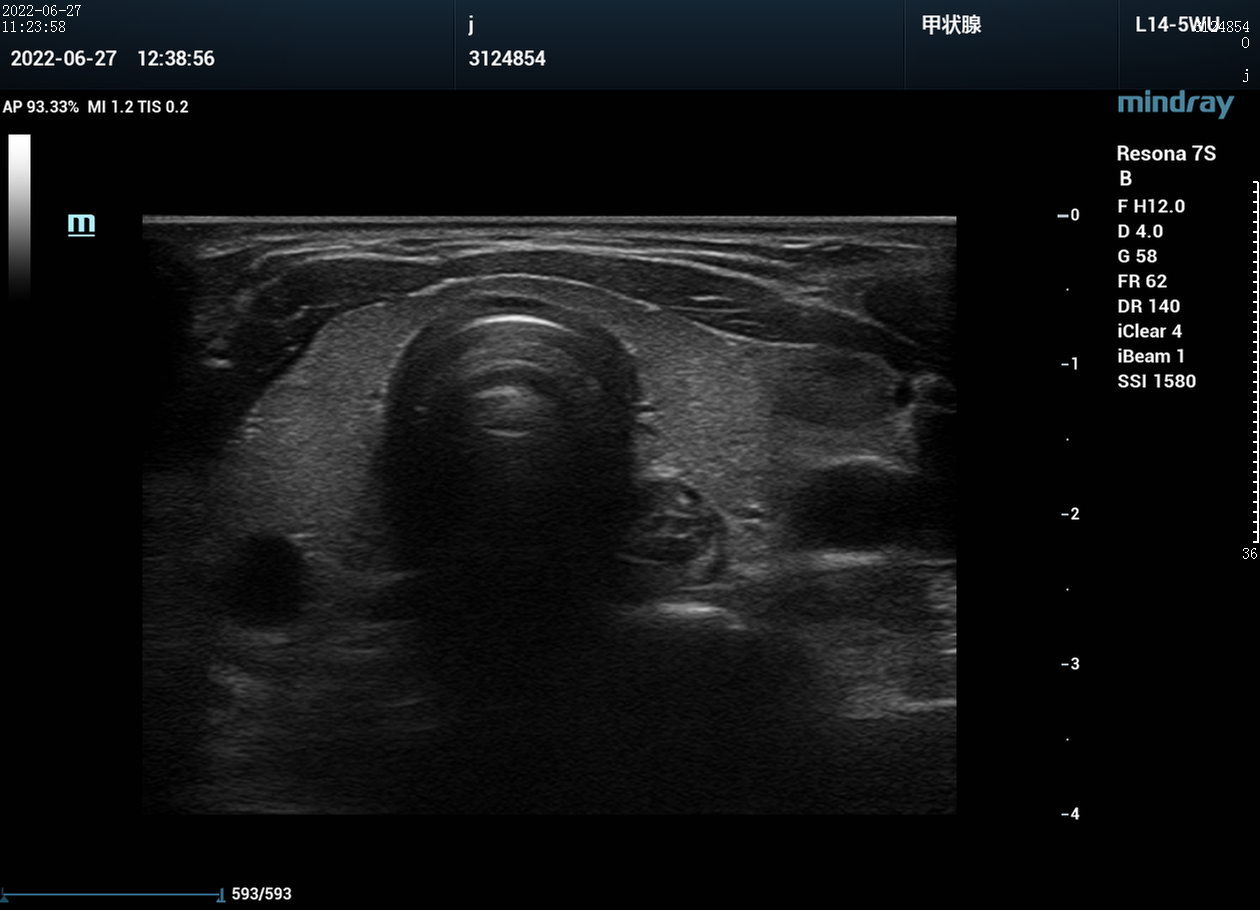 2022-06-27
11:23:58
j
甲状腺
L14-5WU
3124854
0
j
2022-06-27 12:38:56
3124854
AP 93.33% MI 1.2 TIS 0.2
mindray
m
Resona 7S
B
F H12.0
D 4.0
G 58
FR 62
DR 140
iClear 4
iBeam 1
SSI 1580
0
-1
-2
36
-3
-4
593/593